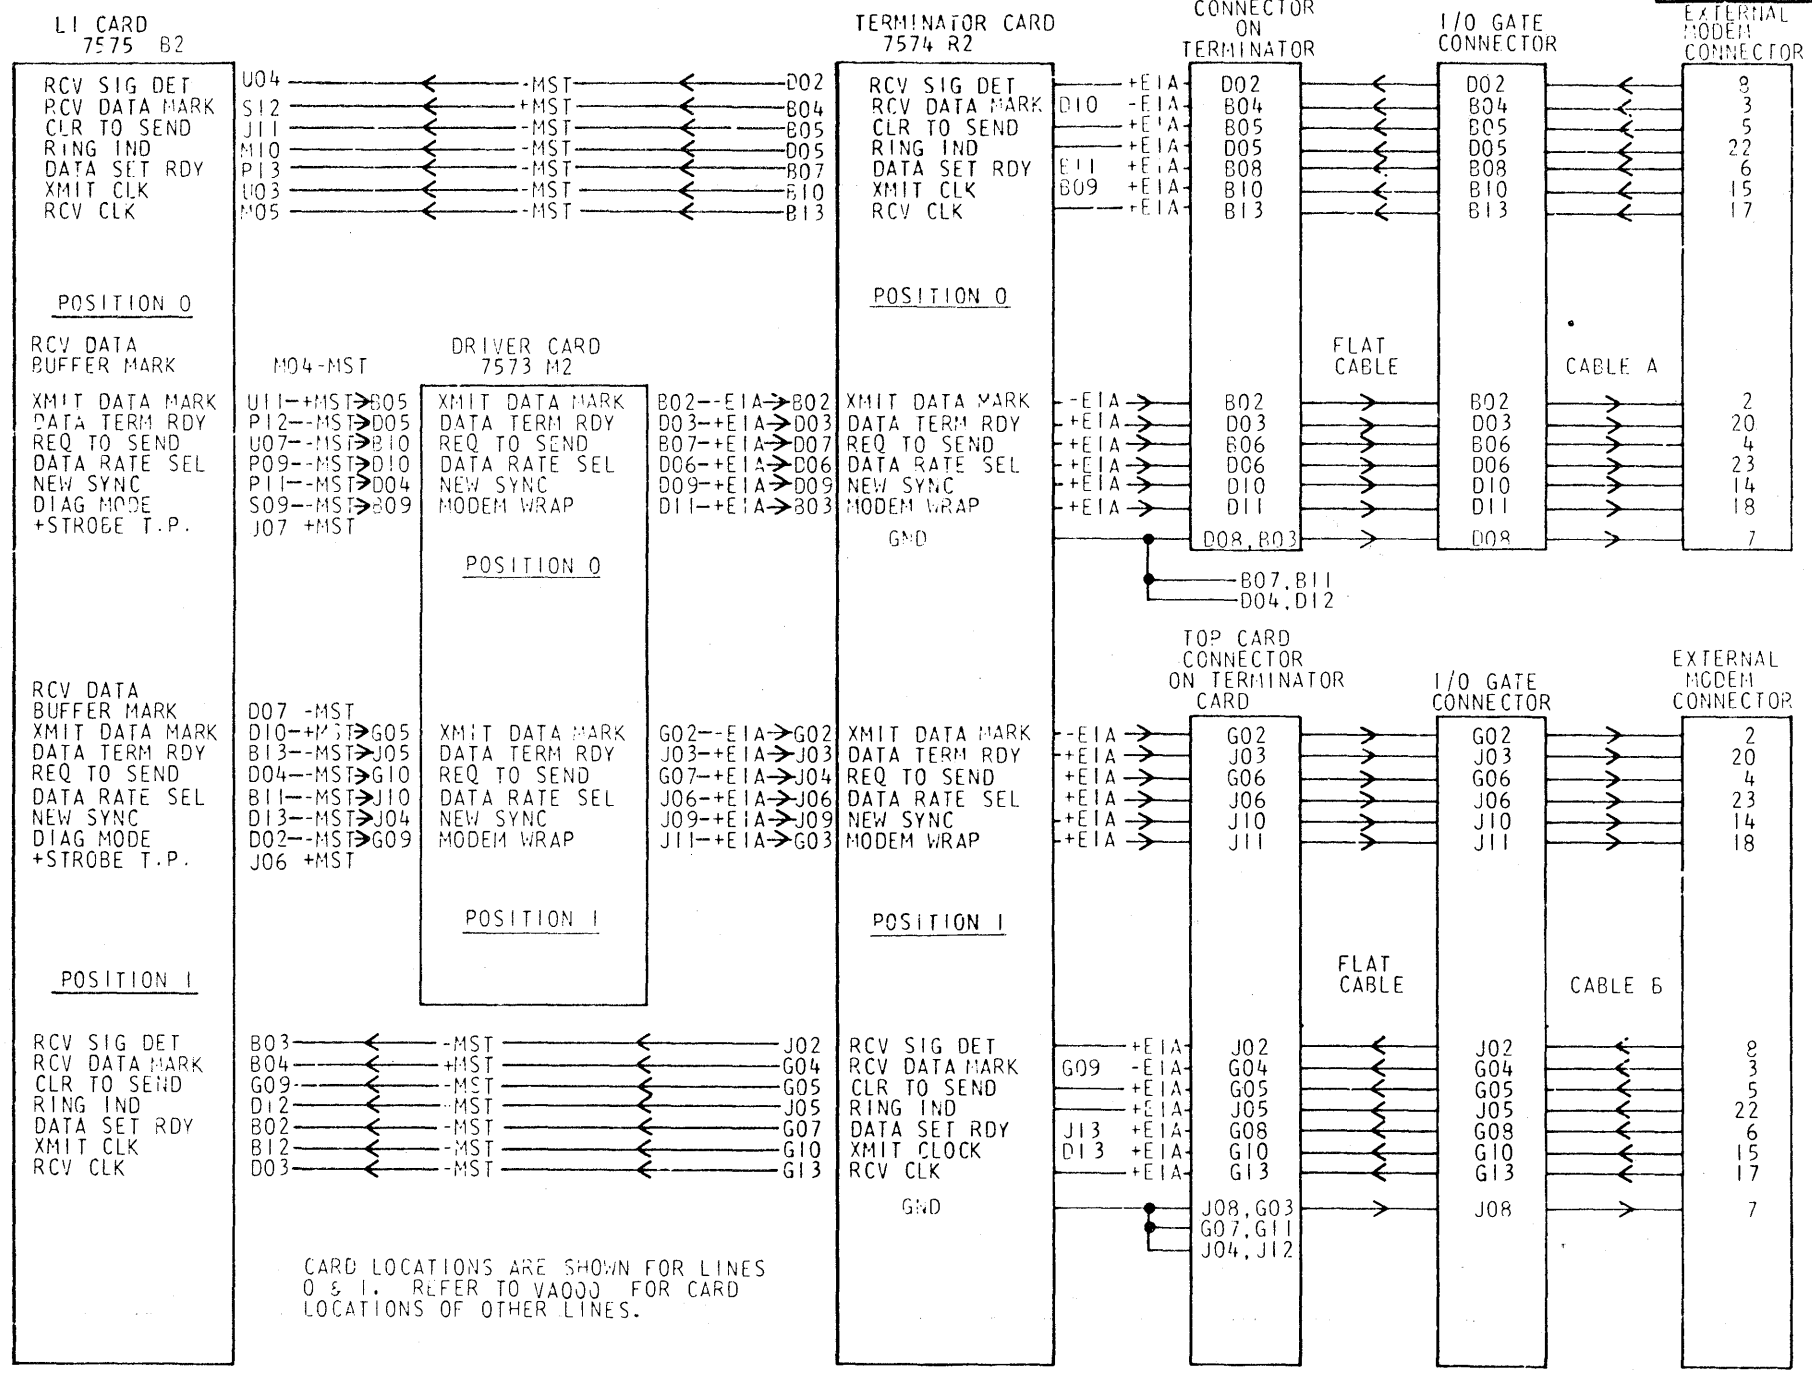 LI CARD
7575 B2
TERMINATOR CARD
7574 R2
CONNECTOR
ON
TERMINATOR
I/O GATE
CONNECTOR
EXTERNAL
MODEM
CONNECTOR
RCV SIG DET U04 -MST D02 RCV SIG DET +EIA D02 D02 8
RCV DATA MARK S12 +MST B04 RCV DATA MARK D10 -EIA B04 B04 3
CLR TO SEND J11 -MST B05 CLR TO SEND +EIA B05 B05 5
RING IND M10 -MST D05 RING IND +EIA D05 D05 22
DATA SET RDY P13 -MST B07 DATA SET RDY B11 +EIA B08 B08 6
XMIT CLK U03 -MST B10 XMIT CLK B09 +EIA B10 B10 15
RCV CLK M05 -MST B13 RCV CLK +EIA B13 B13 17
POSITION 0
POSITION 0
RCV DATA
BUFFER MARK M04-MST
DRIVER CARD
7573 M2
FLAT
CABLE
CABLE A
XMIT DATA MARK U11-+MST B05 XMIT DATA MARK B02--EIA B02 XMIT DATA MARK -EIA B02 B02 2
DATA TERM RDY P12--MST D05 DATA TERM RDY D03-+EIA D03 DATA TERM RDY +EIA D03 D03 20
REQ TO SEND U07--MST B10 REQ TO SEND B07-+EIA D07 REQ TO SEND +EIA B06 B06 4
DATA RATE SEL P09--MST D10 DATA RATE SEL D06-+EIA D06 DATA RATE SEL +EIA D06 D06 23
NEW SYNC P11--MST D04 NEW SYNC D09-+EIA D09 NEW SYNC +EIA D10 D10 14
DIAG MODE S09--MST B09 MODEM WRAP D11-+EIA B03 MODEM WRAP +EIA D11 D11 18
+STROBE T.P. J07 +MST
GND D08,B03 D08 7
POSITION 0
B07,B11
D04,D12
TOP CARD
CONNECTOR
ON TERMINATOR
CARD
I/O GATE
CONNECTOR
EXTERNAL
MODEM
CONNECTOR
RCV DATA
BUFFER MARK D07 -MST
XMIT DATA MARK D10-+MST G05 XMIT DATA MARK G02--EIA G02 XMIT DATA MARK -EIA G02 G02 2
DATA TERM RDY B13--MST J05 DATA TERM RDY J03-+EIA J03 DATA TERM RDY +EIA J03 J03 20
REQ TO SEND D04--MST G10 REQ TO SEND G07-+EIA J04 REQ TO SEND +EIA G06 G06 4
DATA RATE SEL B11--MST J10 DATA RATE SEL J06-+EIA J06 DATA RATE SEL +EIA J06 J06 23
NEW SYNC D13--MST J04 NEW SYNC J09-+EIA J09 NEW SYNC +EIA J10 J10 14
DIAG MODE D02--MST G09 MODEM WRAP J11-+EIA G03 MODEM WRAP +EIA J11 J11 18
+STROBE T.P. J06 +MST
POSITION 1
POSITION 1
POSITION 1
FLAT
CABLE
CABLE B
RCV SIG DET B03 -MST J02 RCV SIG DET +EIA J02 J02 8
RCV DATA MARK B04 +MST G04 RCV DATA MARK G09 -EIA G04 G04 3
CLR TO SEND G09 -MST G05 CLR TO SEND +EIA G05 G05 5
RING IND D12 -MST J05 RING IND +EIA J05 J05 22
DATA SET RDY B02 -MST G07 DATA SET RDY J13 +EIA G08 G08 6
XMIT CLK B12 -MST G10 XMIT CLOCK D13 +EIA G10 G10 15
RCV CLK D03 -MST G13 RCV CLK +EIA G13 G13 17
GND J08,G03 J08 7
G07,G11
J04,J12
CARD LOCATIONS ARE SHOWN FOR LINES
0 & 1. REFER TO VA000 FOR CARD
LOCATIONS OF OTHER LINES.